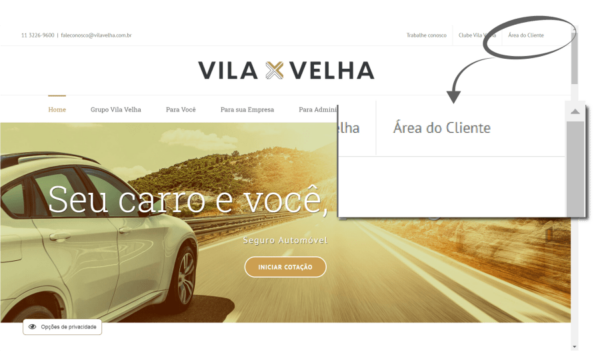 11 3226-9600 | faleconosco@vilavelha.com.br
Trabalhe conosco
Clube Vila Velha
Área do Cliente
VILA VELHA
Home
Grupo Vila Velha
Para Você
Para sua Empresa
Para Admini
lha
Área do Cliente
Seu carro e você,
Seguro Automóvel
INICIAR COTAÇÃO
Opções de privacidade